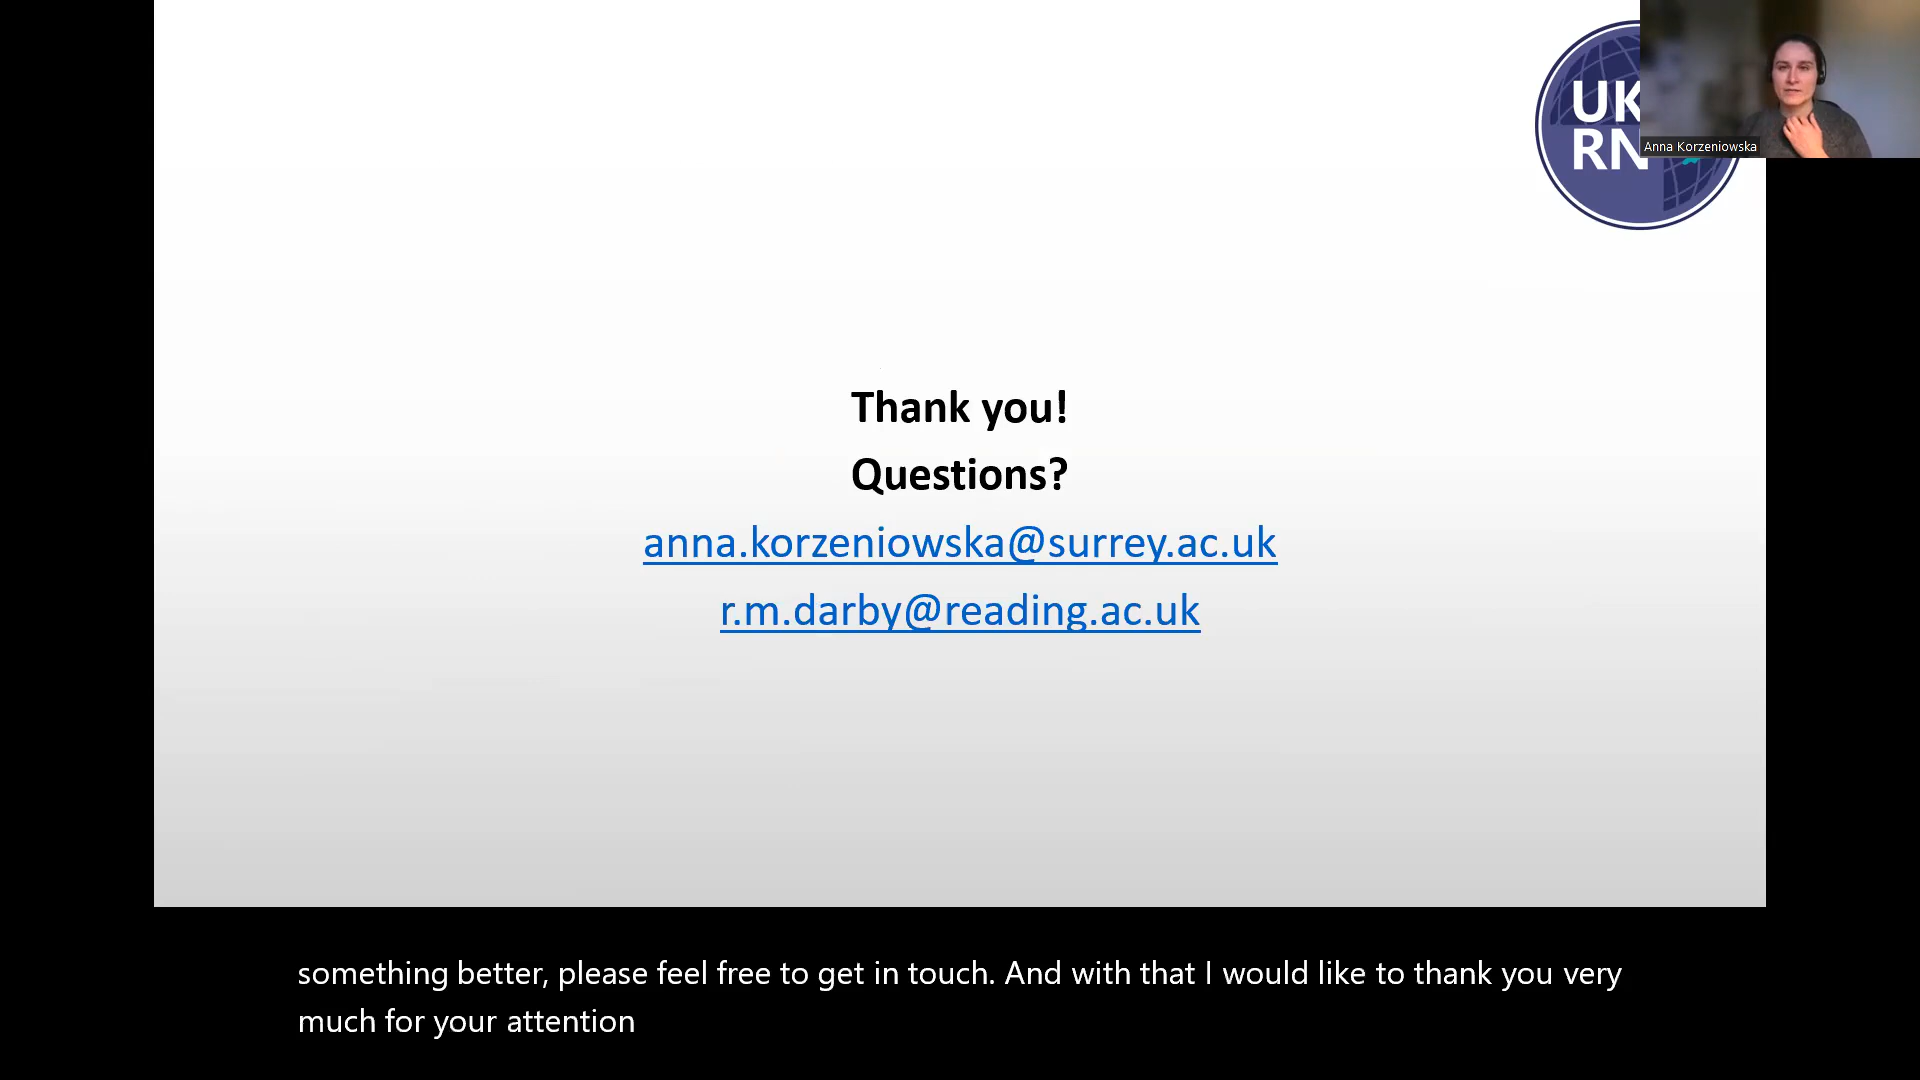 UK
RN
Anna Korzeniowska
Thank you!
Questions?
anna.korzeniowska@surrey.ac.uk
r.m.darby@reading.ac.uk
something better, please feel free to get in touch. And with that I would like to thank you very
much for your attention